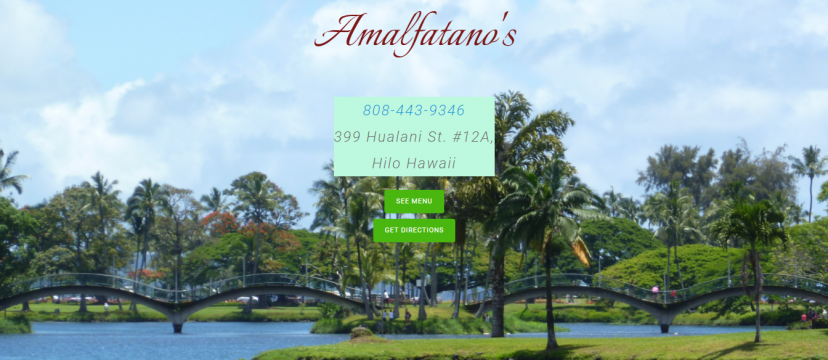 Amalfatano's
808-443-9346
399 Hualani St. #12A,
Hilo Hawaii
SEE MENU
GET DIRECTIONS